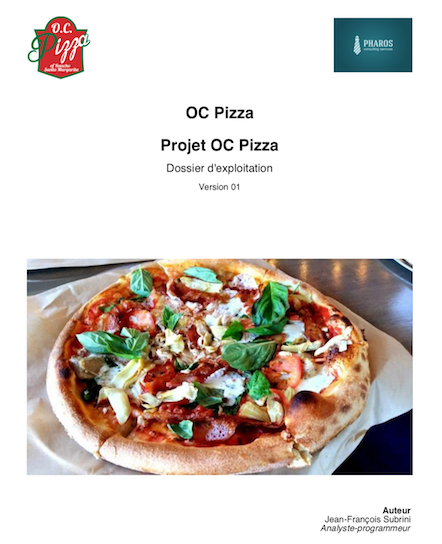 O.C.
Pizza
of Rancho
Santa Margarita
PHAROS
consulting services
OC Pizza
Projet OC Pizza
Dossier d'exploitation
Version 01
Auteur
Jean-François Subrini
Analyste-programmeur